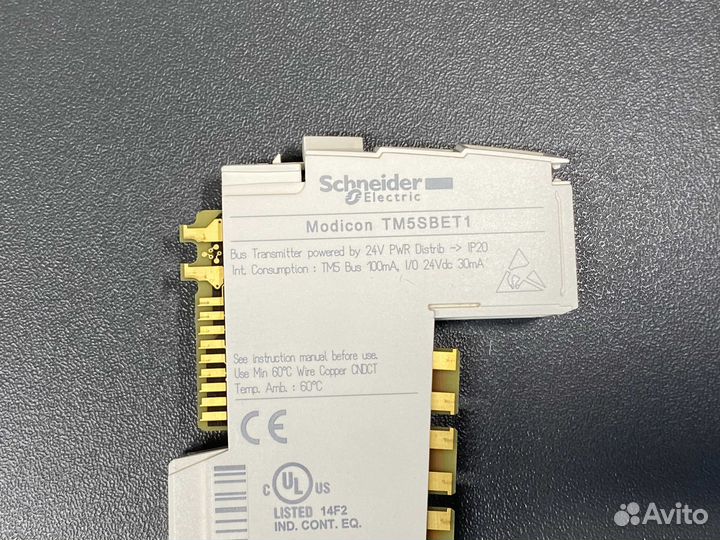 Schneider
Electric
Modicon TM5SBET1
Bus Transmitter powered by 24V PWR Distrib -> IP20
Int. Consumption : TM5 Bus 100mA, I/O 24Vdc 30mA
See instruction manual before use.
Use Min 60°C Wire Copper CNDCT
Temp. Amb. : 60°C
CE
C UL US
LISTED 14F2
IND. CONT. EQ.
Avito